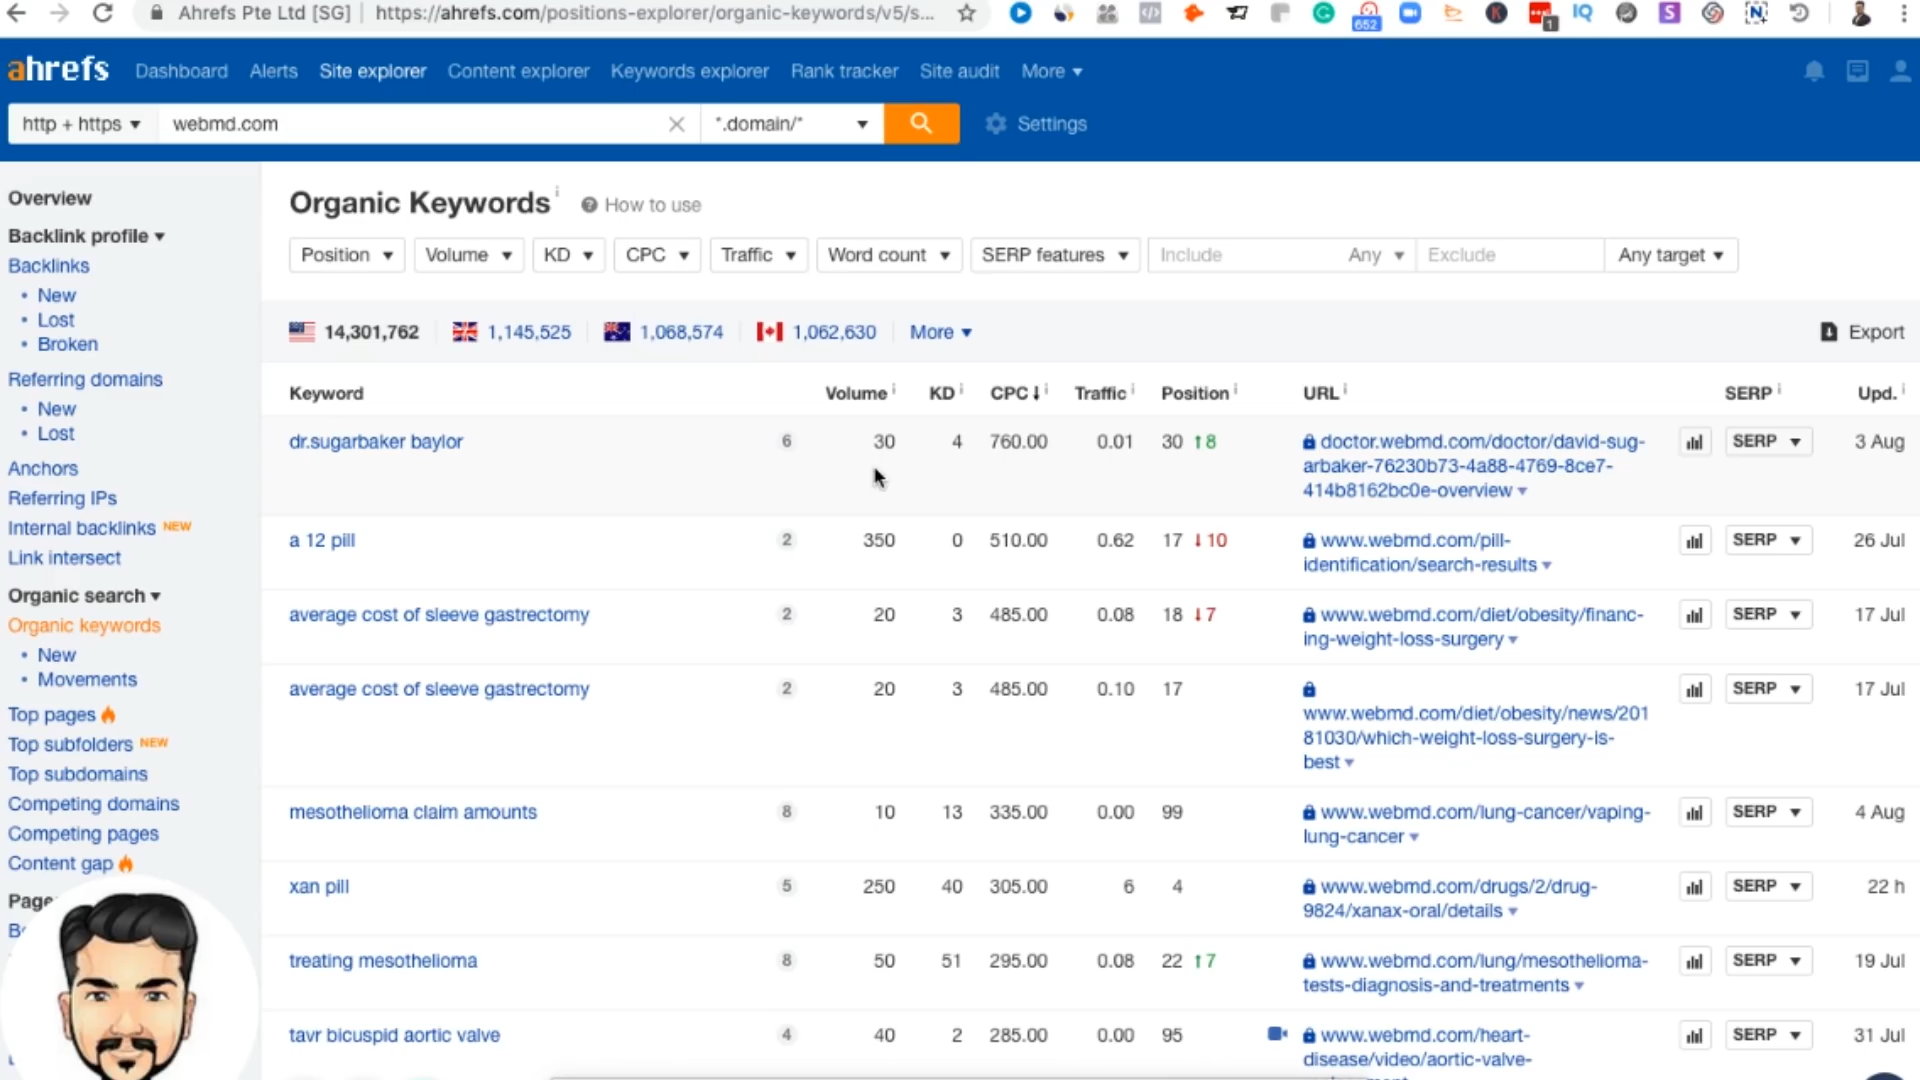 Ahrefs Pte Ltd [SG] | https://ahrefs.com/positions-explorer/organic-keywords/v5/s...
652
1
IQ
S
N
ahrefs Dashboard Alerts Site explorer Content explorer Keywords explorer Rank tracker Site audit More
http + https webmd.com *.domain/* Settings
Overview
Backlink profile
Backlinks
• New
• Lost
• Broken
Referring domains
• New
• Lost
Anchors
Referring IPs
Internal backlinks NEW
Link intersect
Organic search
Organic keywords
• New
• Movements
Top pages
Top subfolders NEW
Top subdomains
Competing domains
Competing pages
Content gap
Page
Organic Keywords i How to use
Position Volume KD CPC Traffic Word count SERP features Include Any Exclude Any target
14,301,762 1,145,525 1,068,574 1,062,630 More Export
Keyword Volume i KD i CPC↓ i Traffic i Position i URL i SERP i Upd. i
dr.sugarbaker baylor 6 30 4 760.00 0.01 30 ↑8 doctor.webmd.com/doctor/david-sug- SERP 3 Aug
arbaker-76230b73-4a88-4769-8ce7-
414b8162bc0e-overview
a 12 pill 2 350 0 510.00 0.62 17 ↓10 www.webmd.com/pill- SERP 26 Jul
identification/search-results
average cost of sleeve gastrectomy 2 20 3 485.00 0.08 18 ↓7 www.webmd.com/diet/obesity/financ- SERP 17 Jul
ing-weight-loss-surgery
average cost of sleeve gastrectomy 2 20 3 485.00 0.10 17 SERP 17 Jul
www.webmd.com/diet/obesity/news/201
81030/which-weight-loss-surgery-is-
best
mesothelioma claim amounts 8 10 13 335.00 0.00 99 www.webmd.com/lung-cancer/vaping- SERP 4 Aug
lung-cancer
xan pill 5 250 40 305.00 6 4 www.webmd.com/drugs/2/drug- SERP 22 h
9824/xanax-oral/details
treating mesothelioma 8 50 51 295.00 0.08 22 ↑7 www.webmd.com/lung/mesothelioma- SERP 19 Jul
tests-diagnosis-and-treatments
tavr bicuspid aortic valve 4 40 2 285.00 0.00 95 www.webmd.com/heart- SERP 31 Jul
disease/video/aortic-valve-